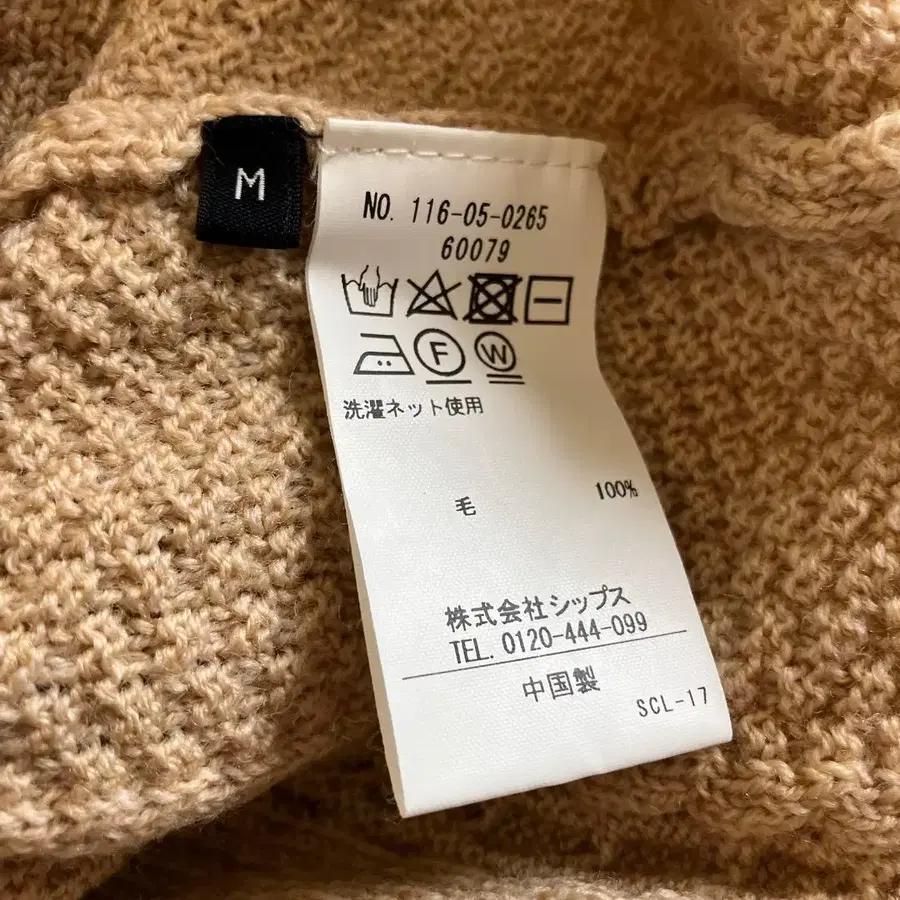 M
NO. 116-05-0265
60079
F W
洗濯ネット使用
毛 100%
株式会社シップス
TEL. 0120-444-099
中国製
SCL-17